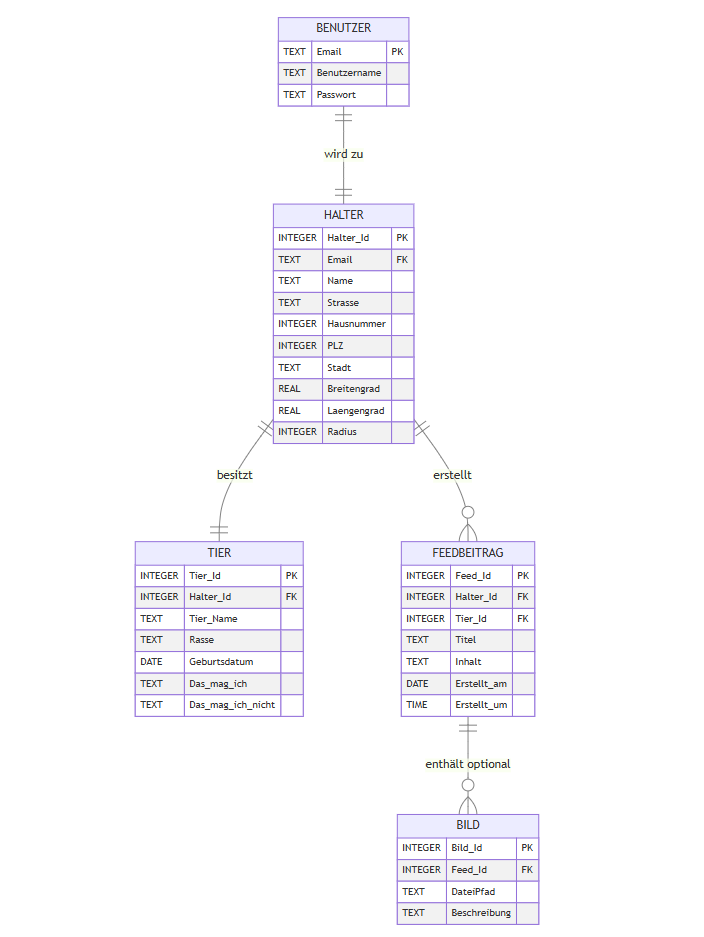 BENUTZER
TEXT Email PK
TEXT Benutzername
TEXT Passwort
wird zu
HALTER
INTEGER Halter_Id PK
TEXT Email FK
TEXT Name
TEXT Strasse
INTEGER Hausnummer
INTEGER PLZ
TEXT Stadt
REAL Breitengrad
REAL Laengengrad
INTEGER Radius
besitzt
erstellt
TIER
INTEGER Tier_Id PK
INTEGER Halter_Id FK
TEXT Tier_Name
TEXT Rasse
DATE Geburtsdatum
TEXT Das_mag_ich
TEXT Das_mag_ich_nicht
FEEDBEITRAG
INTEGER Feed_Id PK
INTEGER Halter_Id FK
INTEGER Tier_Id FK
TEXT Titel
TEXT Inhalt
DATE Erstellt_am
TIME Erstellt_um
enthält optional
BILD
INTEGER Bild_Id PK
INTEGER Feed_Id FK
TEXT DateiPfad
TEXT Beschreibung